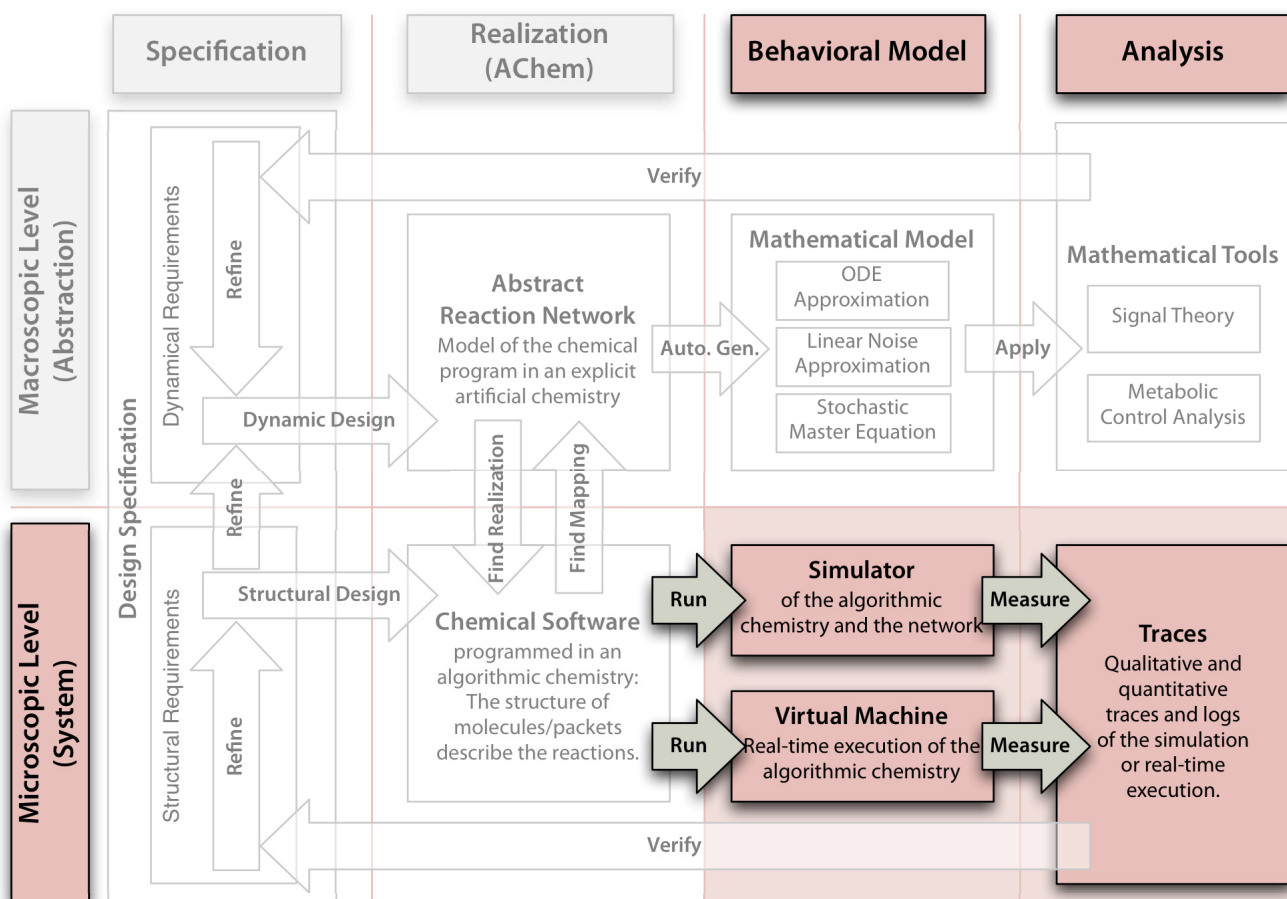 Specification
Realization
(AChem)
Behavioral Model
Analysis
Macroscopic Level
(Abstraction)
Design Specification
Dynamical Requirements
Refine
Verify
Dynamic Design
Abstract
Reaction Network
Model of the chemical
program in an explicit
artificial chemistry
Auto. Gen.
Mathematical Model
ODE
Approximation
Linear Noise
Approximation
Stochastic
Master Equation
Apply
Mathematical Tools
Signal Theory
Metabolic
Control Analysis
Refine
Find Realization
Find Mapping
Microscopic Level
(System)
Structural Requirements
Refine
Structural Design
Chemical Software
programmed in an
algorithmic chemistry:
The structure of
molecules/packets
describe the reactions.
Run
Simulator
of the algorithmic
chemistry and the network
Measure
Run
Virtual Machine
Real-time execution of the
algorithmic chemistry
Measure
Traces
Qualitative and
quantitative
traces and logs
of the simulation
or real-time
execution.
Verify